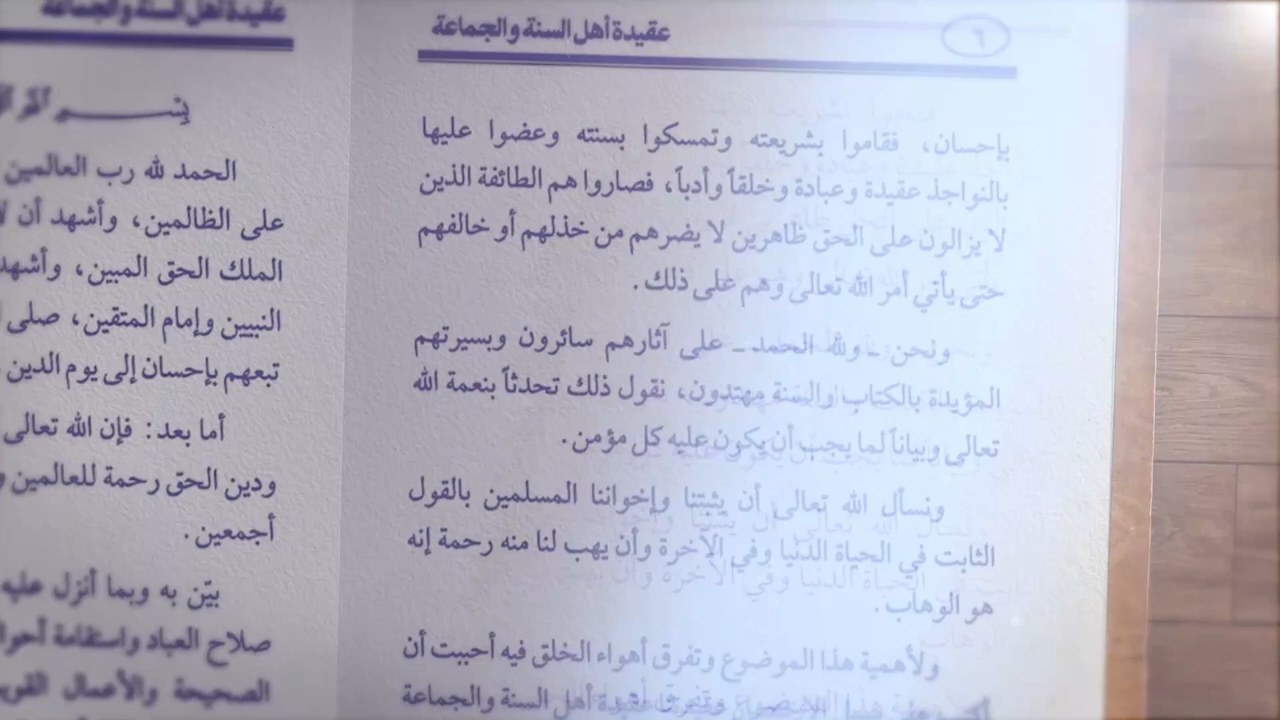 عقيدة أهل السنة والجماعة
٦
بإحسان، فقاموا بشريعته وتمسكوا بسنته وعضوا عليها
بالنواجذ عقيدة وعبادة وخلقاً وأدباً، فصاروا هم الطائفة الذين
لا يزالون على الحق ظاهرين لا يضرهم من خذلهم أو خالفهم
حتى يأتي أمر الله تعالى وهم على ذلك.
ونحن ـ ولله الحمد ـ على آثارهم سائرون وبسيرتهم
المؤيدة بالكتاب والسنة مهتدون، نقول ذلك تحدثاً بنعمة الله
تعالى وبياناً لما يجب أن يكون عليه كل مؤمن.
ونسأل الله تعالى أن يثبتنا وإخواننا المسلمين بالقول
الثابت في الحياة الدنيا وفي الآخرة وأن يهب لنا منه رحمة إنه
هو الوهاب.
ولأهمية هذا الموضوع وتفرق أهواء الخلق فيه أحببت أن
عقيدة أهل السنة والجماعة
عقيدة أهل السنة والجماعة
بسم
الحمد لله رب العالمين
على الظالمين، وأشهد أن
الملك الحق المبين، وأشهد
النبيين وإمام المتقين، صلى
تبعهم بإحسان إلى يوم الدين
أما بعد: فإن الله تعالى
ودين الحق رحمة للعالمين
أجمعين.
بيّن به وبما أنزل عليه
صلاح العباد واستقامة
الصحيحة والأعمال